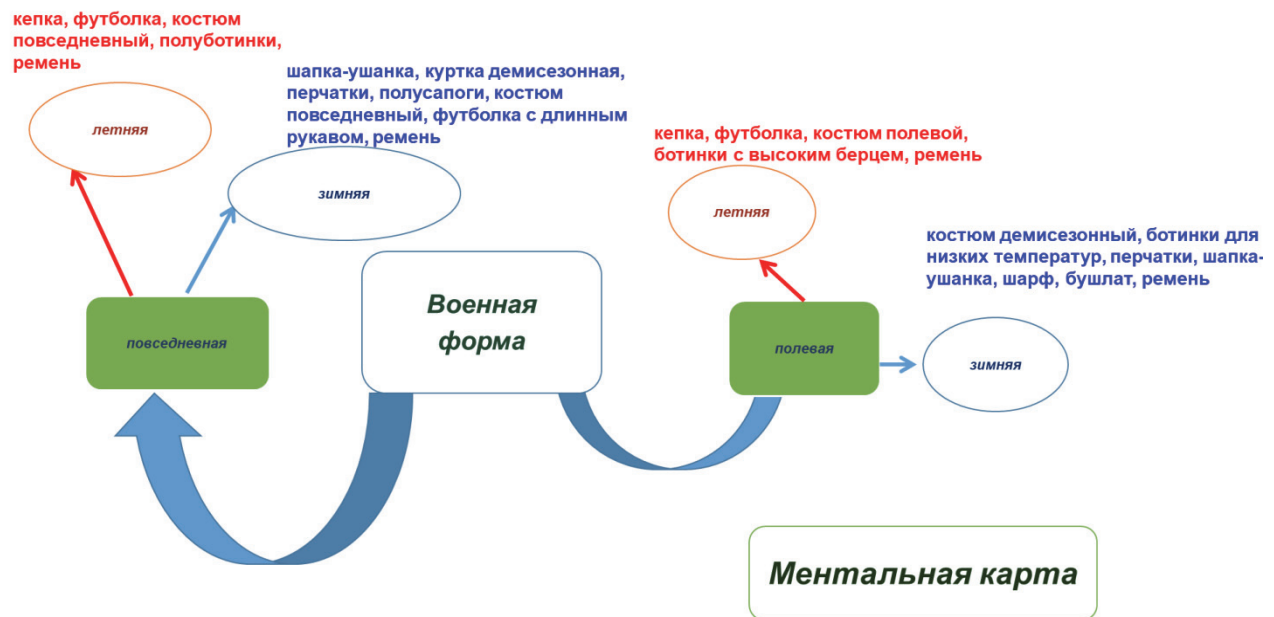 кепка, футболка, костюм
повседневный, полуботинки,
ремень
летняя
шапка-ушанка, куртка демисезонная,
перчатки, полусапоги, костюм
повседневный, футболка с длинным
рукавом, ремень
зимняя
повседневная
Военная
форма
кепка, футболка, костюм полевой,
ботинки с высоким берцем, ремень
летняя
костюм демисезонный, ботинки для
низких температур, перчатки, шапка-
ушанка, шарф, бушлат, ремень
полевая
зимняя
Ментальная карта